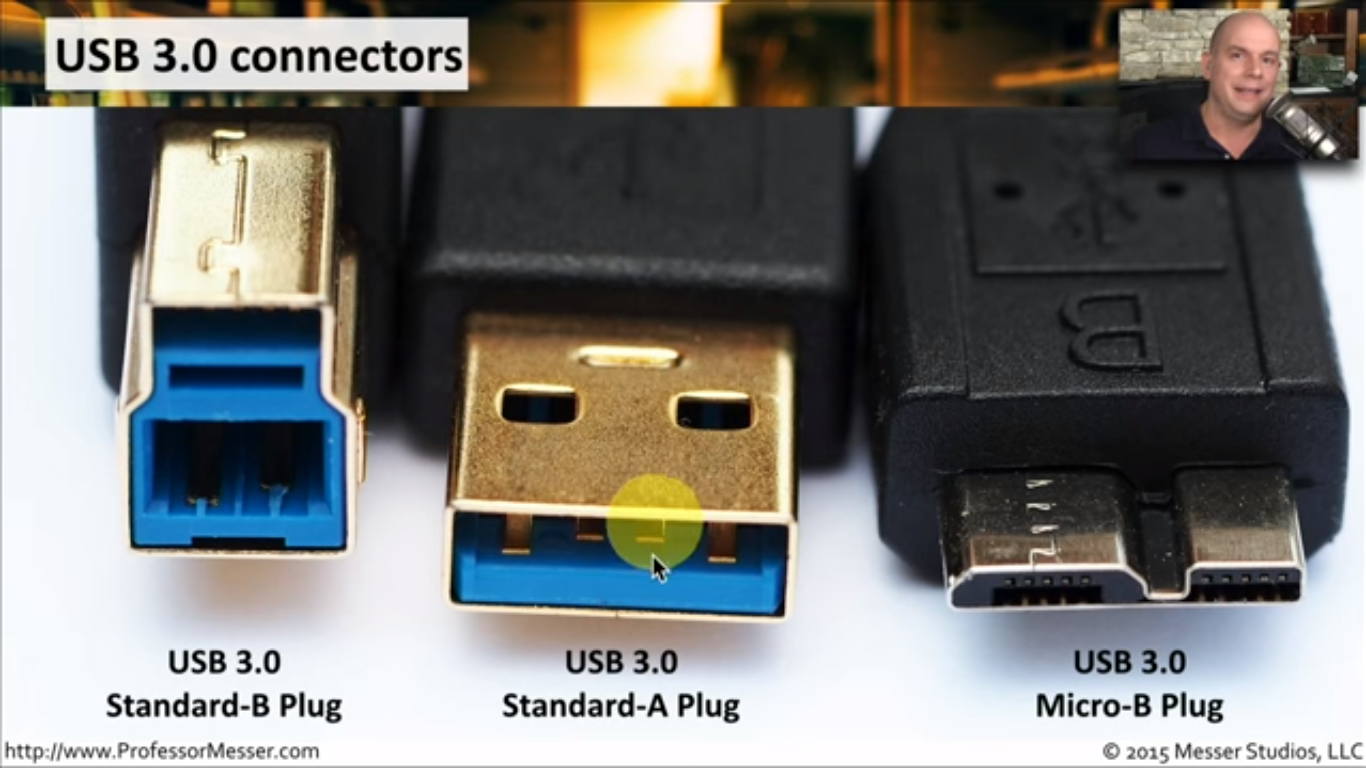 USB 3.0 connectors
B
USB 3.0
Standard-B Plug
USB 3.0
Standard-A Plug
USB 3.0
Micro-B Plug
http://www.ProfessorMesser.com
© 2015 Messer Studios, LLC